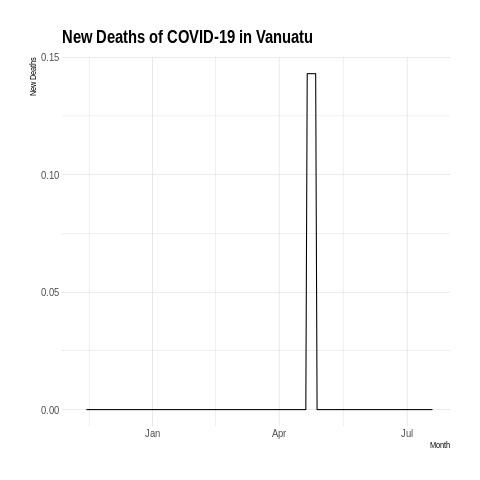 New Deaths of COVID-19 in Vanuatu
New Deaths
0.15
0.10
0.05
0.00
Jan
Apr
Jul
Month